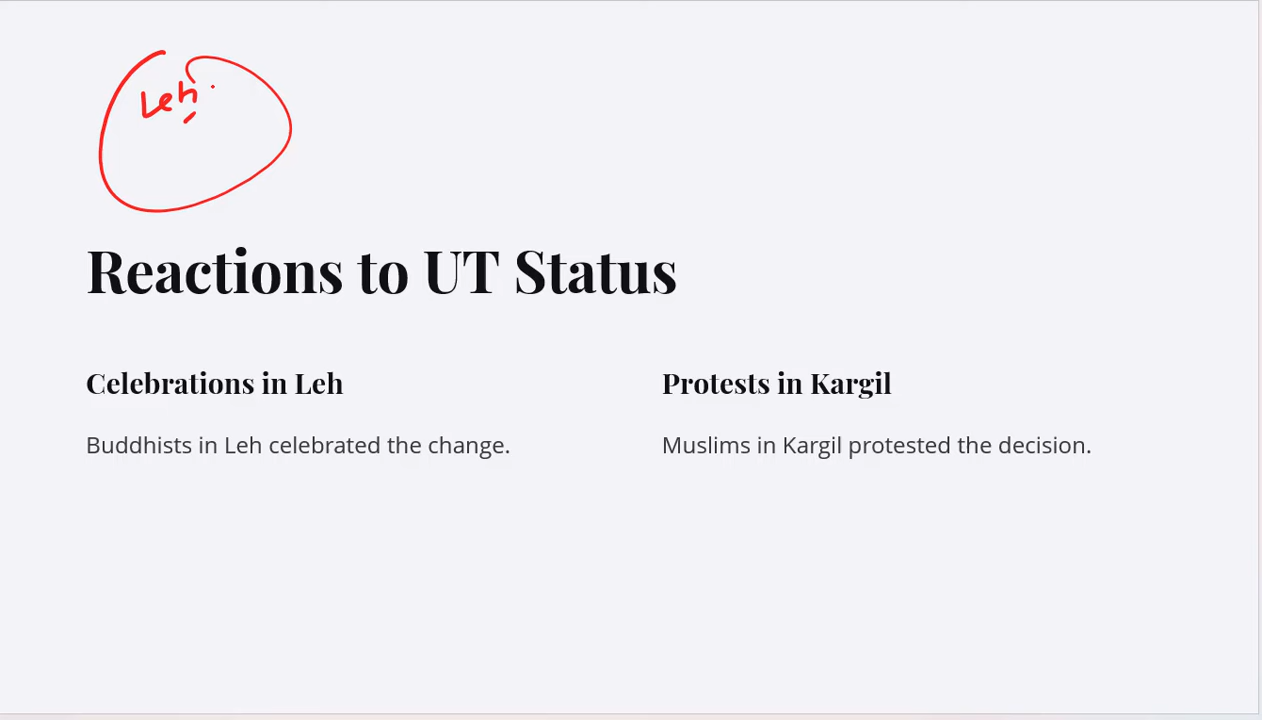 Leh
Reactions to UT Status
Celebrations in Leh
Buddhists in Leh celebrated the change.
Protests in Kargil
Muslims in Kargil protested the decision.